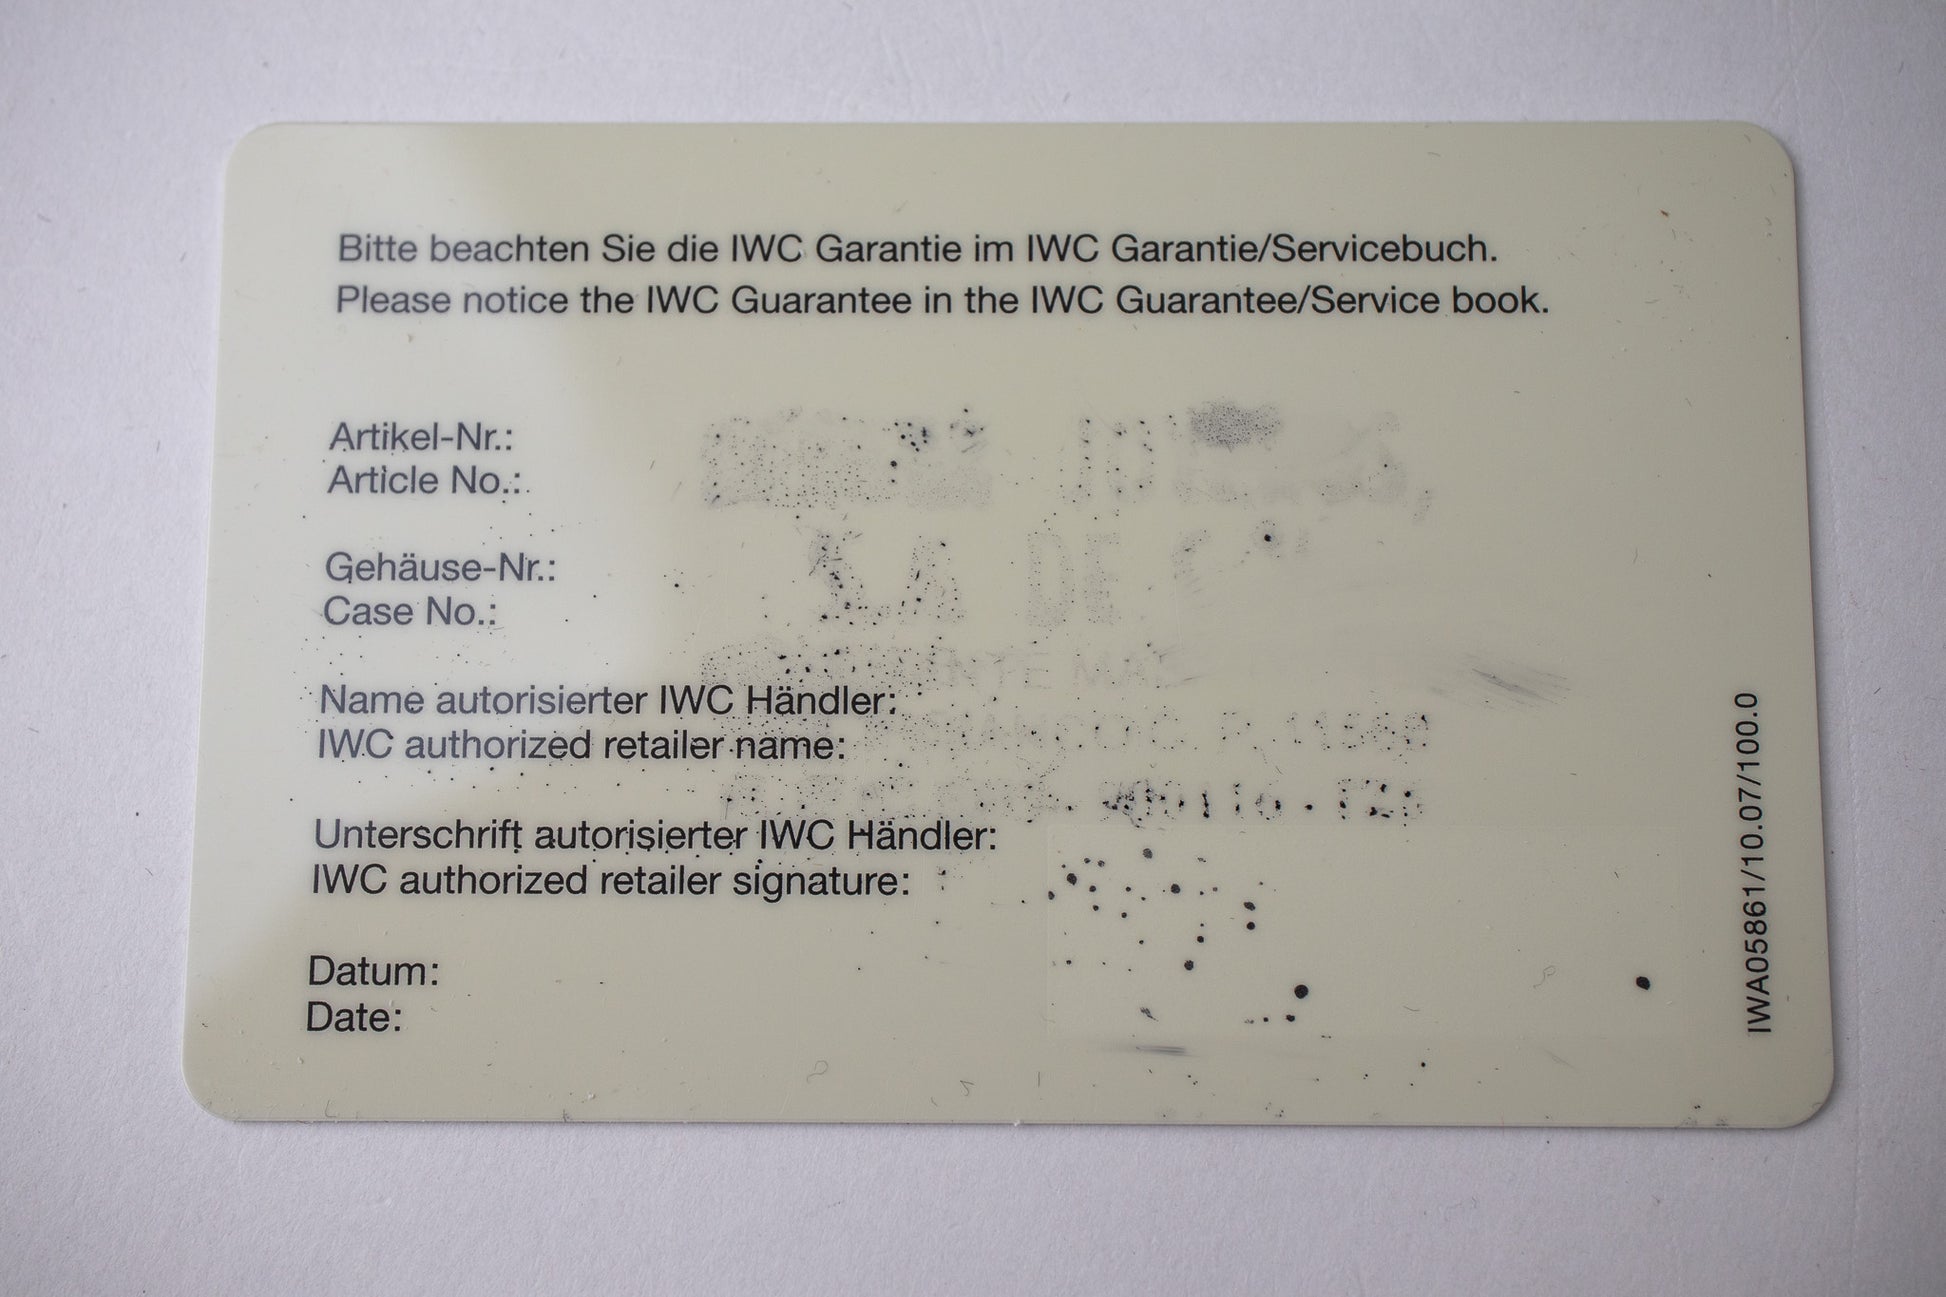 Bitte beachten Sie die IWC Garantie im IWC Garantie/Servicebuch.
Please notice the IWC Guarantee in the IWC Guarantee/Service book.
Artikel-Nr.:
Article No.:
S.A DE
Gehäuse-Nr.:
Case No.:
Name autorisierter IWC Händler:
IWC authorized retailer name:
Unterschrift autorisierter IWC Händler:
IWC authorized retailer signature:
Datum:
Date:
IWA05861/10.07/100.0